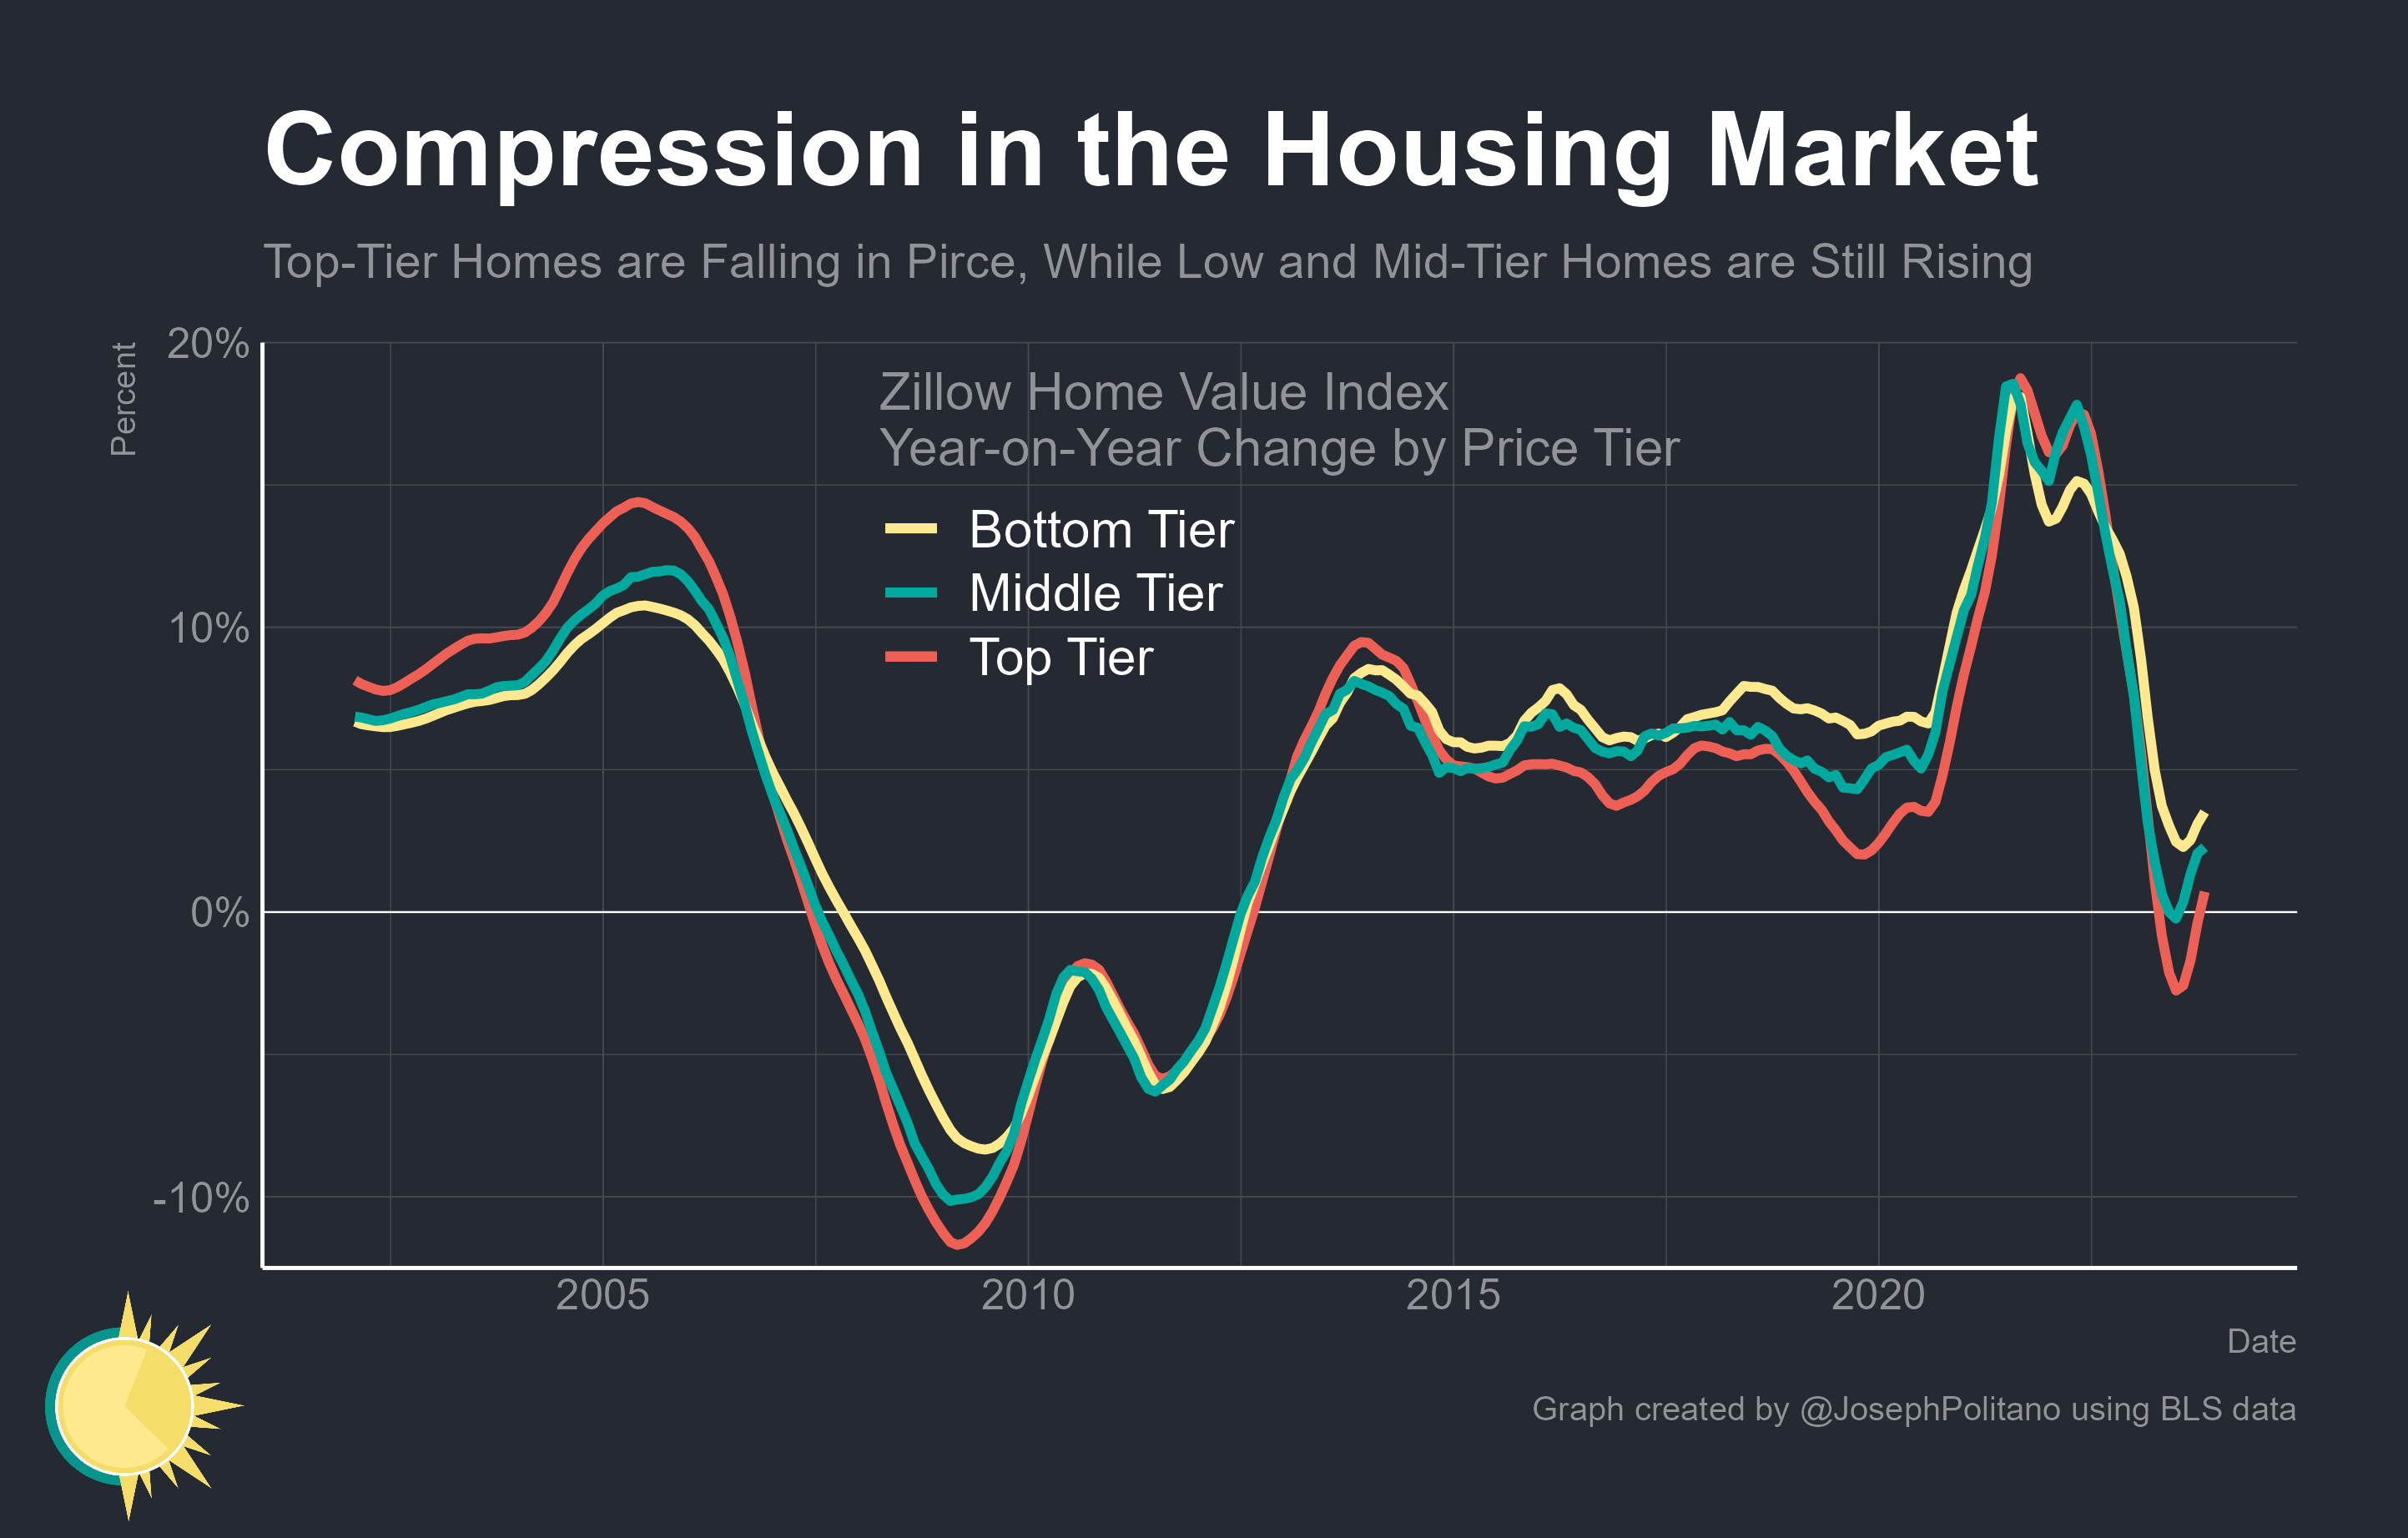 Compression in the Housing Market
Top-Tier Homes are Falling in Pirce, While Low and Mid-Tier Homes are Still Rising
Percent
20%
10%
0%
-10%
Zillow Home Value Index
Year-on-Year Change by Price Tier
Bottom Tier
Middle Tier
Top Tier
2005
2010
2015
2020
Date
Graph created by @JosephPolitano using BLS data